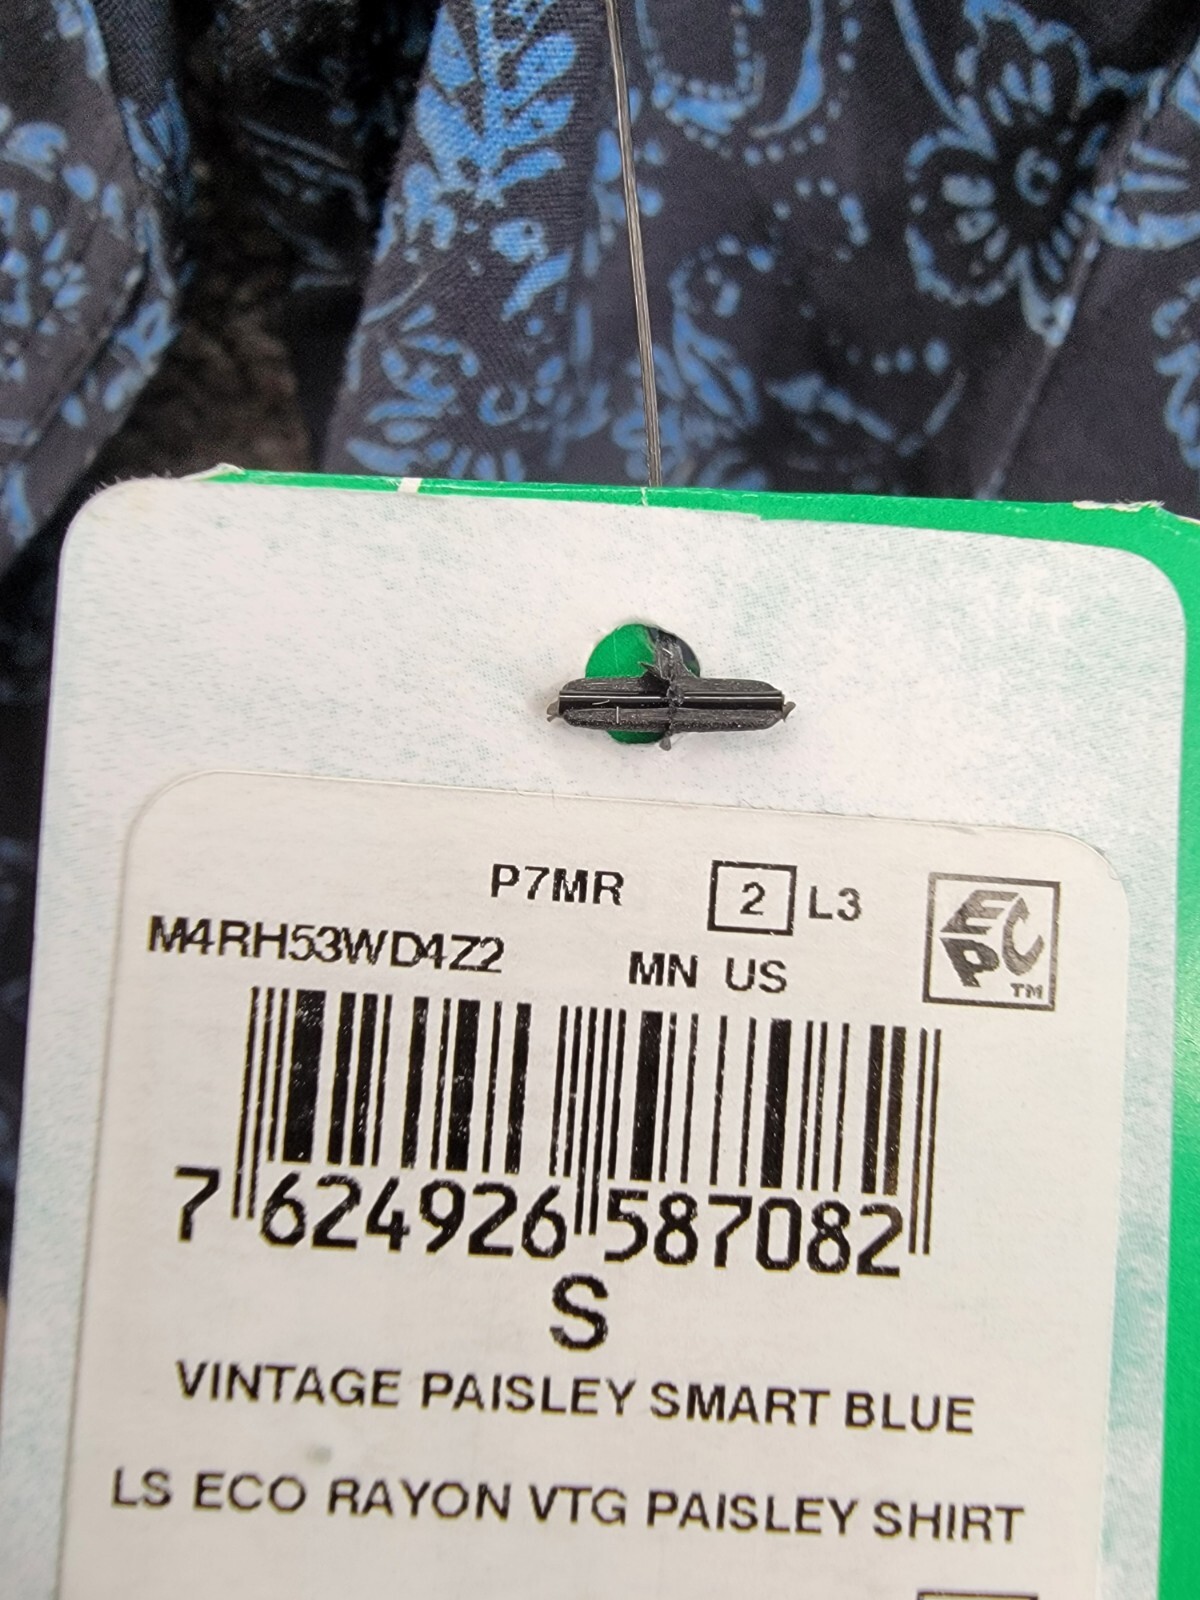 P7MR 2 L3
M4RH53WD4Z2 MN US
EPC TM
7 624926 587082
S
VINTAGE PAISLEY SMART BLUE
LS ECO RAYON VTG PAISLEY SHIRT